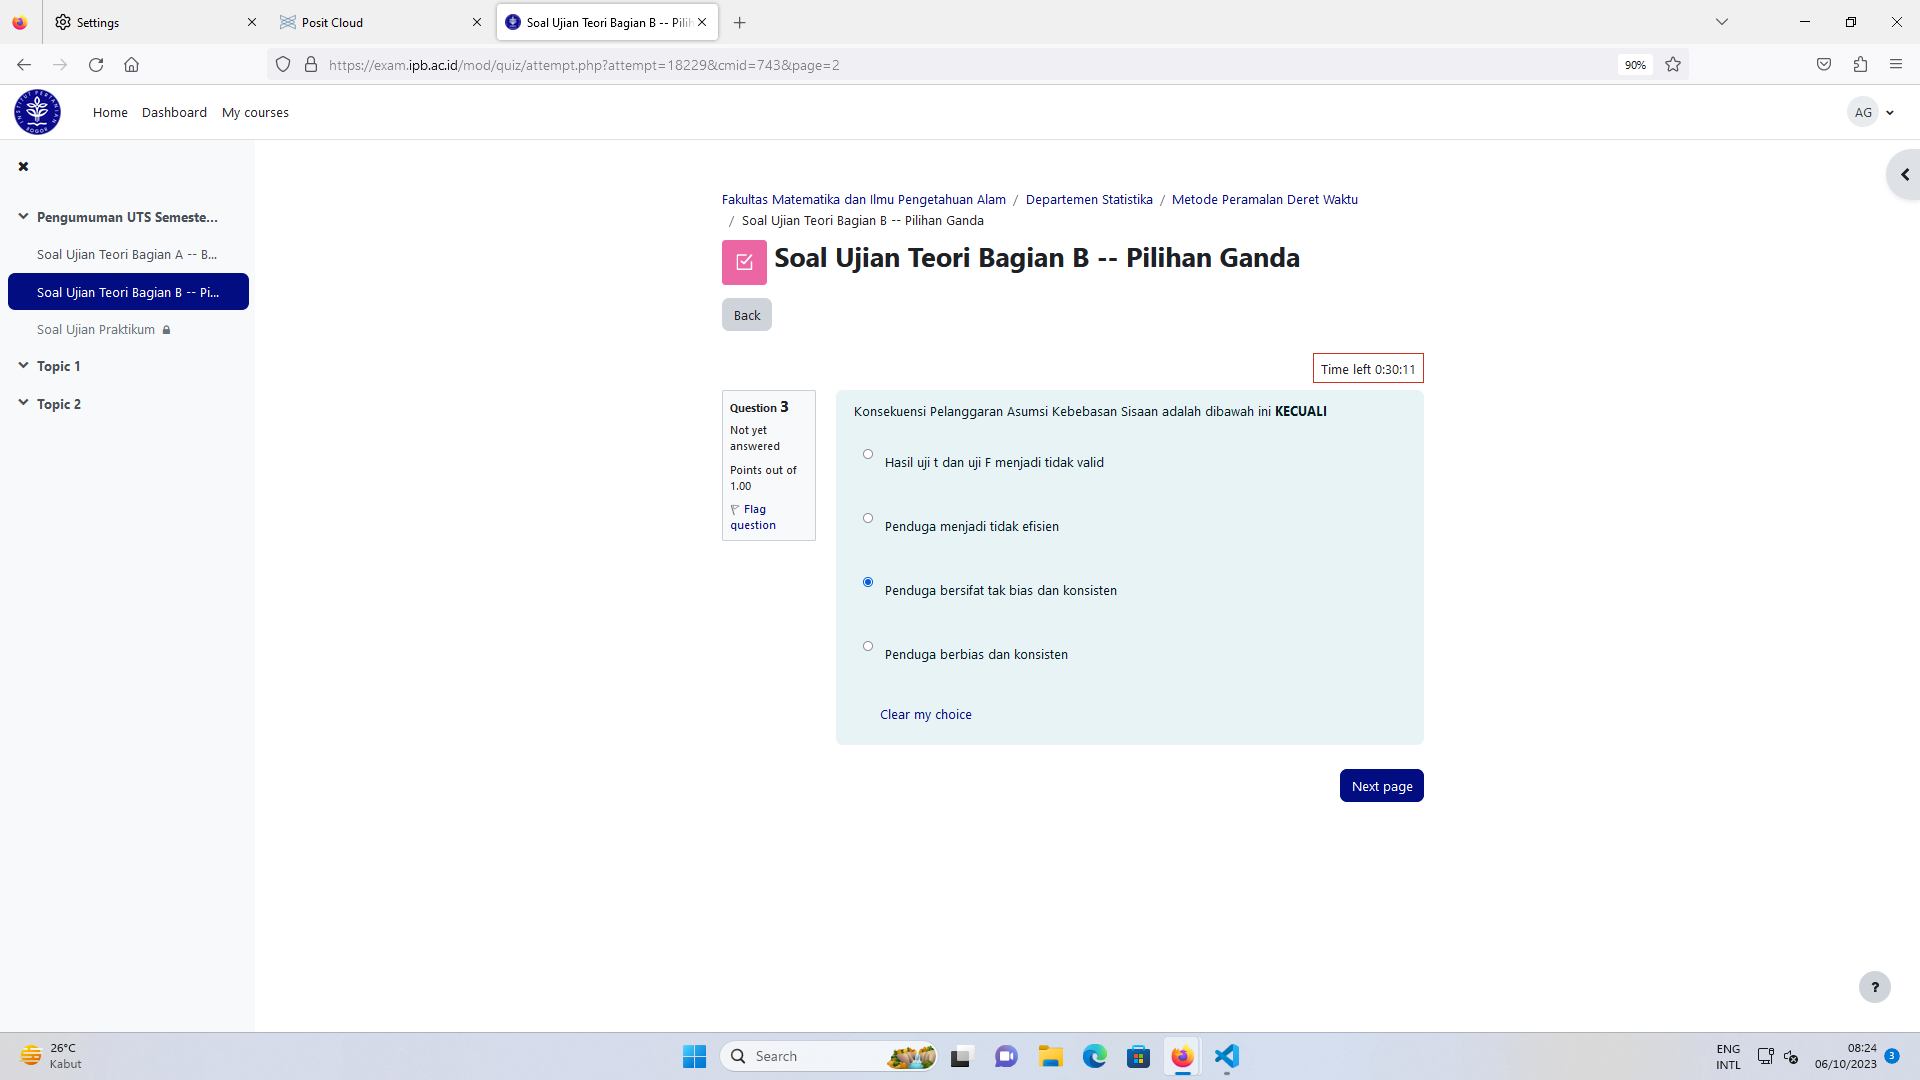 Settings
Posit Cloud
Soal Ujian Teori Bagian B -- Pilih
https://exam.ipb.ac.id/mod/quiz/attempt.php?attempt=18229&cmid=743&page=2
90%
Home
Dashboard
My courses
AG
Pengumuman UTS Semeste...
Soal Ujian Teori Bagian A -- B...
Soal Ujian Teori Bagian B -- Pi...
Soal Ujian Praktikum
Topic 1
Topic 2
Fakultas Matematika dan Ilmu Pengetahuan Alam / Departemen Statistika / Metode Peramalan Deret Waktu
/ Soal Ujian Teori Bagian B -- Pilihan Ganda
Soal Ujian Teori Bagian B -- Pilihan Ganda
Back
Time left 0:30:11
Question 3
Not yet
answered
Points out of
1.00
Flag
question
Konsekuensi Pelanggaran Asumsi Kebebasan Sisaan adalah dibawah ini KECUALI
Hasil uji t dan uji F menjadi tidak valid
Penduga menjadi tidak efisien
Penduga bersifat tak bias dan konsisten
Penduga berbias dan konsisten
Clear my choice
Next page
?
26°C
Kabut
Search
ENG
INTL
08:24
06/10/2023
3